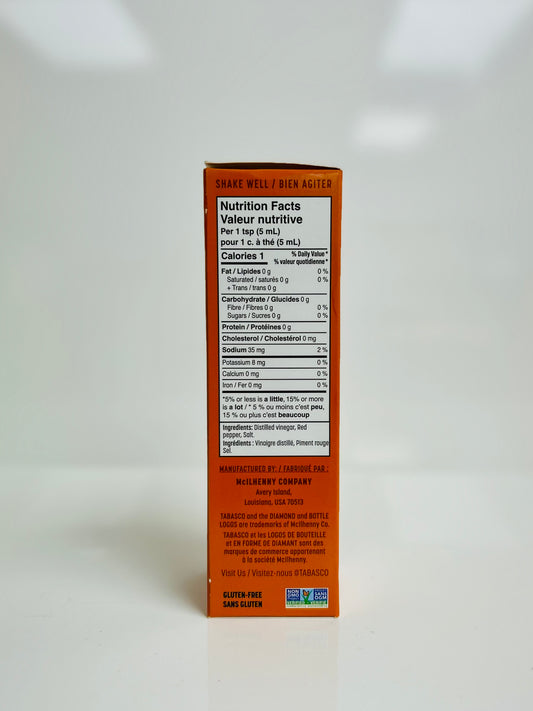 SHAKE WELL / BIEN AGITER
Nutrition Facts
Valeur nutritive
Per 1 tsp (5 mL)
pour 1 c. à thé (5 mL)
Calories 1 % Daily Value *
% valeur quotidienne *
Fat / Lipides 0 g 0 %
Saturated / saturés 0 g 0 %
+ Trans / trans 0 g
Carbohydrate / Glucides 0 g
Fibre / Fibres 0 g 0 %
Sugars / Sucres 0 g 0 %
Protein / Protéines 0 g
Cholesterol / Cholestérol 0 mg
Sodium 35 mg 2 %
Potassium 8 mg 0 %
Calcium 0 mg 0 %
Iron / Fer 0 mg 0 %
*5% or less is a little, 15% or more
is a lot / * 5 % ou moins c'est peu,
15 % ou plus c'est beaucoup
Ingredients: Distilled vinegar, Red
pepper, Salt.
Ingrédients : Vinaigre distillé, Piment rouge
Sel.
MANUFACTURED BY: / FABRIQUÉ PAR :
McILHENNY COMPANY
Avery Island,
Louisiana, USA 70513
TABASCO and the DIAMOND and BOTTLE
LOGOS are trademarks of McIlhenny Co.
TABASCO et les LOGOS DE BOUTEILLE
et EN FORME DE DIAMANT sont des
marques de commerce appartenant
à la société McIlhenny.
Visit Us / Visitez-nous @TABASCO
GLUTEN-FREE
SANS GLUTEN
NON GMO
SANS OGM
VERIFIED VÉRIFIÉ